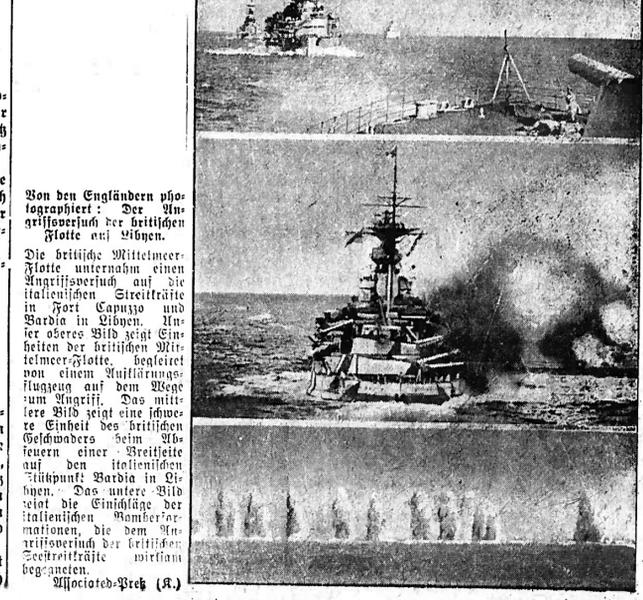 Von den Engländern pho-
tographiert: Der An-
griffsversuch der britischen
Flotte auf Libyen.
Die britische Mittelmeer-
Flotte unternahm einen
Angriffsversuch auf die
italienischen Streitkräfte
in Fort Capuzzo und
Bardia in Libyen. Un-
ser oberes Bild zeigt Ein-
heiten der britischen Mit-
telmeer-Flotte, begleitet
von einem Aufklärungs-
flugzeug auf dem Wege
zum Angriff. Das mitt-
lere Bild zeigt eine schwe-
re Einheit des britischen
Geschwaders beim Ab-
feuern einer Breitseite
auf den italienischen
Stützpunkt Bardia in Li-
byen. Das untere Bild
zeigt die Einschläge der
italienischen Bomberfor-
mationen, die dem An-
griffsversuch der britischen
Seestreitkräfte wirksam
begegneten.
Associated-Preß (K.)